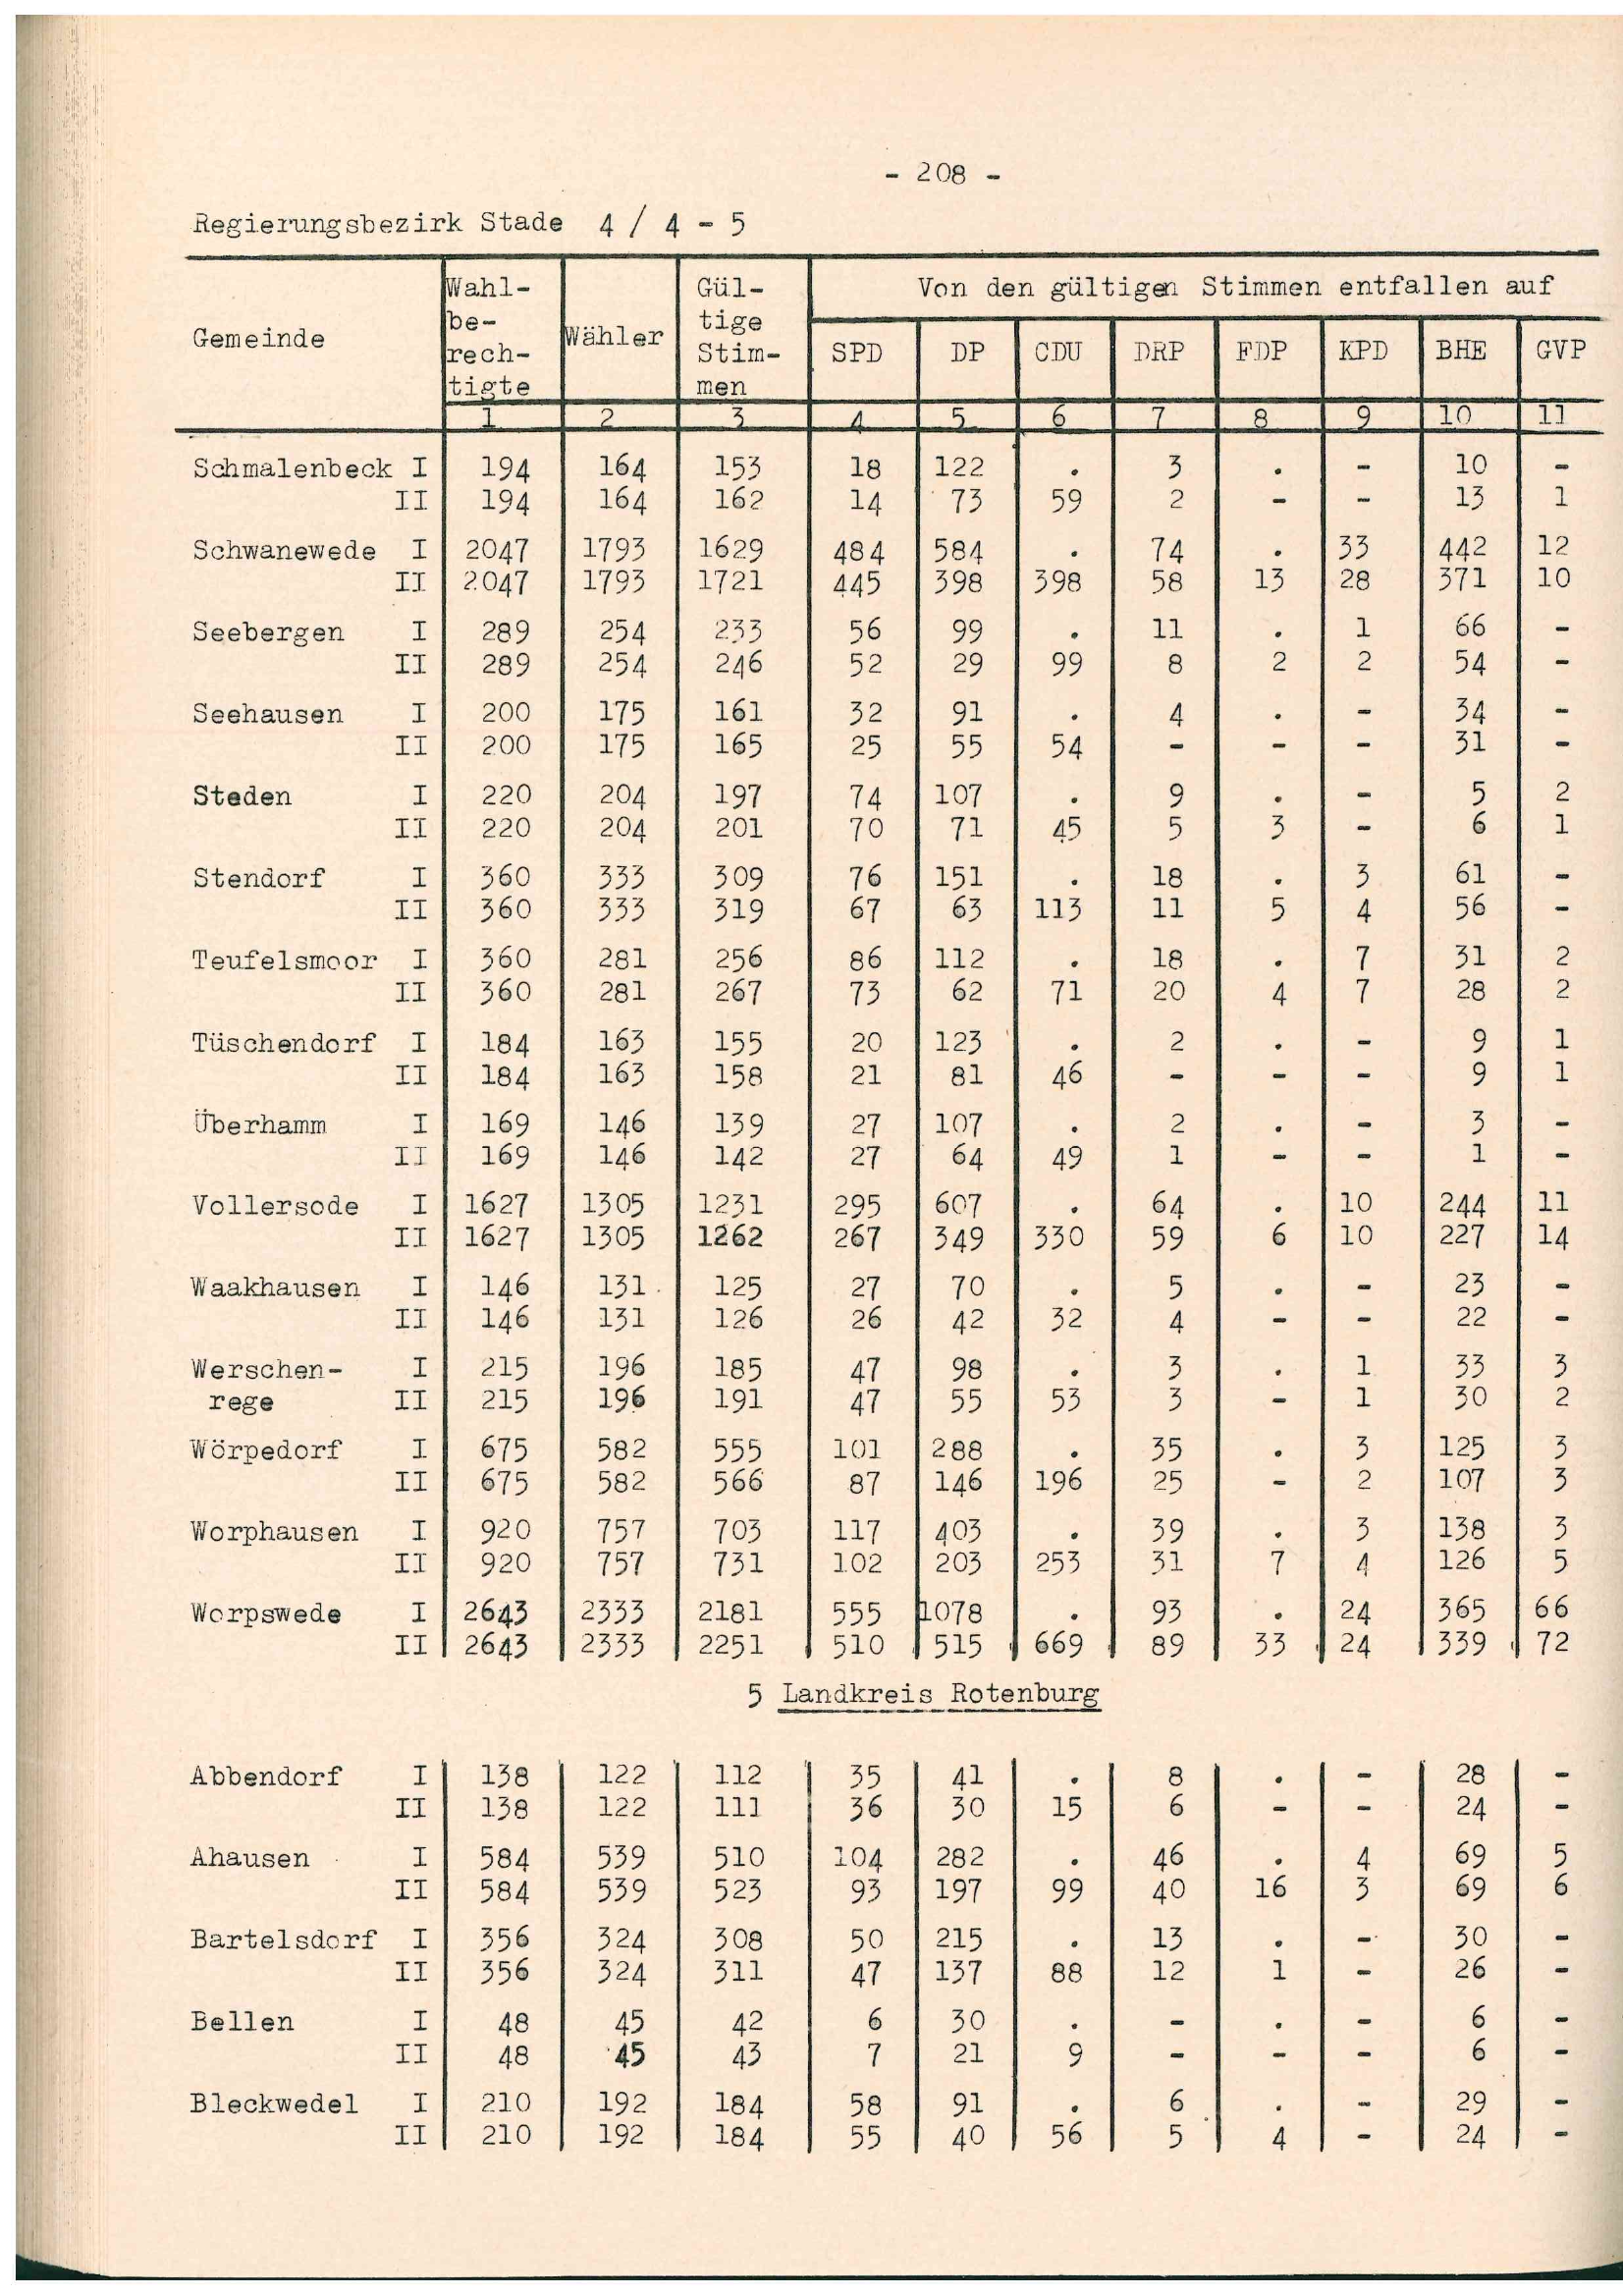 - 208 -
Regierungsbezirk Stade 4 / 4 - 5
Gemeinde Wahl-be-rech-tigte Wähler Gül-tige Stim-men Von den gültigen Stimmen entfallen auf
SPD DP CDU DRP FDP KPD BHE GVP
1 2 3 4 5 6 7 8 9 10 11
Schmalenbeck I 194 164 153 18 122 . 3 . - 10 -
II 194 164 162 14 73 59 2 - - 13 1
Schwanewede I 2047 1793 1629 484 584 . 74 . 33 442 12
II 2047 1793 1721 445 398 398 58 13 28 371 10
Seebergen I 289 254 233 56 99 . 11 . 1 66 -
II 289 254 246 52 29 99 8 2 2 54 -
Seehausen I 200 175 161 32 91 . 4 . - 34 -
II 200 175 165 25 55 54 - - - 31 -
Steden I 220 204 197 74 107 . 9 . - 5 2
II 220 204 201 70 71 45 5 3 - 6 1
Stendorf I 360 333 309 76 151 . 18 . 3 61 -
II 360 333 319 67 63 113 11 5 4 56 -
Teufelsmoor I 360 281 256 86 112 . 18 . 7 31 2
II 360 281 267 73 62 71 20 4 7 28 2
Tüschendorf I 184 163 155 20 123 . 2 . - 9 1
II 184 163 158 21 81 46 - - - 9 1
Überhamm I 169 146 139 27 107 . 2 . - 3 -
II 169 146 142 27 64 49 1 - - 1 -
Vollersode I 1627 1305 1231 295 607 . 64 . 10 244 11
II 1627 1305 1262 267 349 330 59 6 10 227 14
Waakhausen I 146 131 125 27 70 . 5 . - 23 -
II 146 131 126 26 42 32 4 - - 22 -
Werschen- I 215 196 185 47 98 . 3 . 1 33 3
rege II 215 196 191 47 55 53 3 - 1 30 2
Wörpedorf I 675 582 555 101 288 . 35 . 3 125 3
II 675 582 566 87 146 196 25 - 2 107 3
Worphausen I 920 757 703 117 403 . 39 . 3 138 3
II 920 757 731 102 203 253 31 7 4 126 5
Worpswede I 2643 2333 2181 555 1078 . 93 . 24 365 66
II 2643 2333 2251 510 515 669 89 33 24 339 72
5 Landkreis Rotenburg
Abbendorf I 138 122 112 35 41 . 8 . - 28 -
II 138 122 111 36 30 15 6 - - 24 -
Ahausen I 584 539 510 104 282 . 46 . 4 69 5
II 584 539 523 93 197 99 40 16 3 69 6
Bartelsdorf I 356 324 308 50 215 . 13 . - 30 -
II 356 324 311 47 137 88 12 1 - 26 -
Bellen I 48 45 42 6 30 . - . - 6 -
II 48 45 43 7 21 9 - - - 6 -
Bleckwedel I 210 192 184 58 91 . 6 . - 29 -
II 210 192 184 55 40 56 5 4 - 24 -